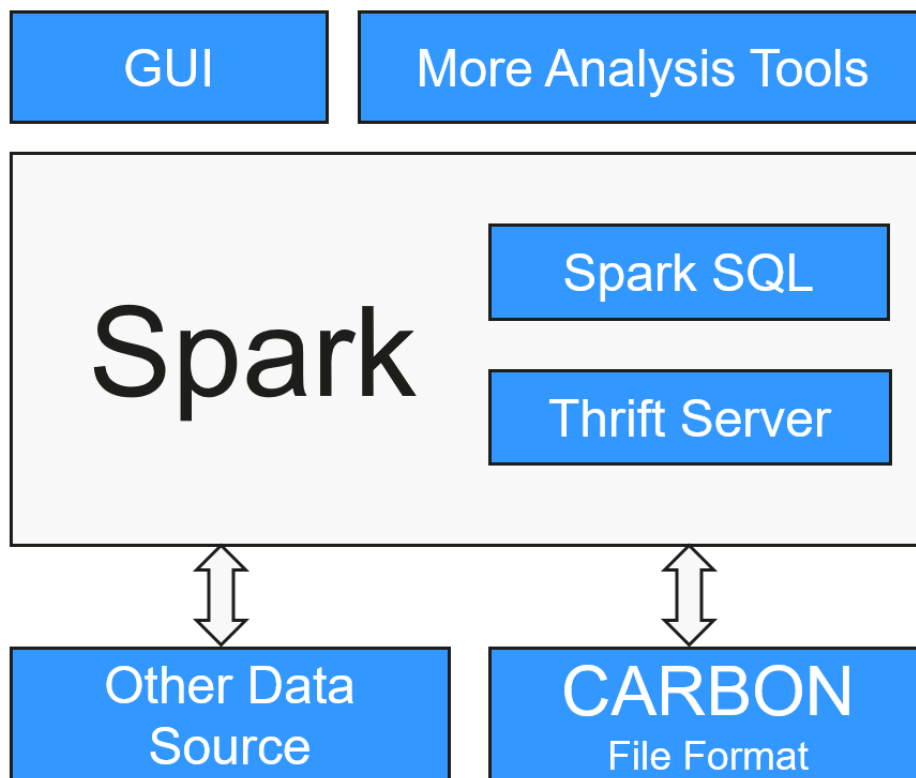 GUI
More Analysis Tools
Spark
Spark SQL
Thrift Server
Other Data
Source
CARBON
File Format